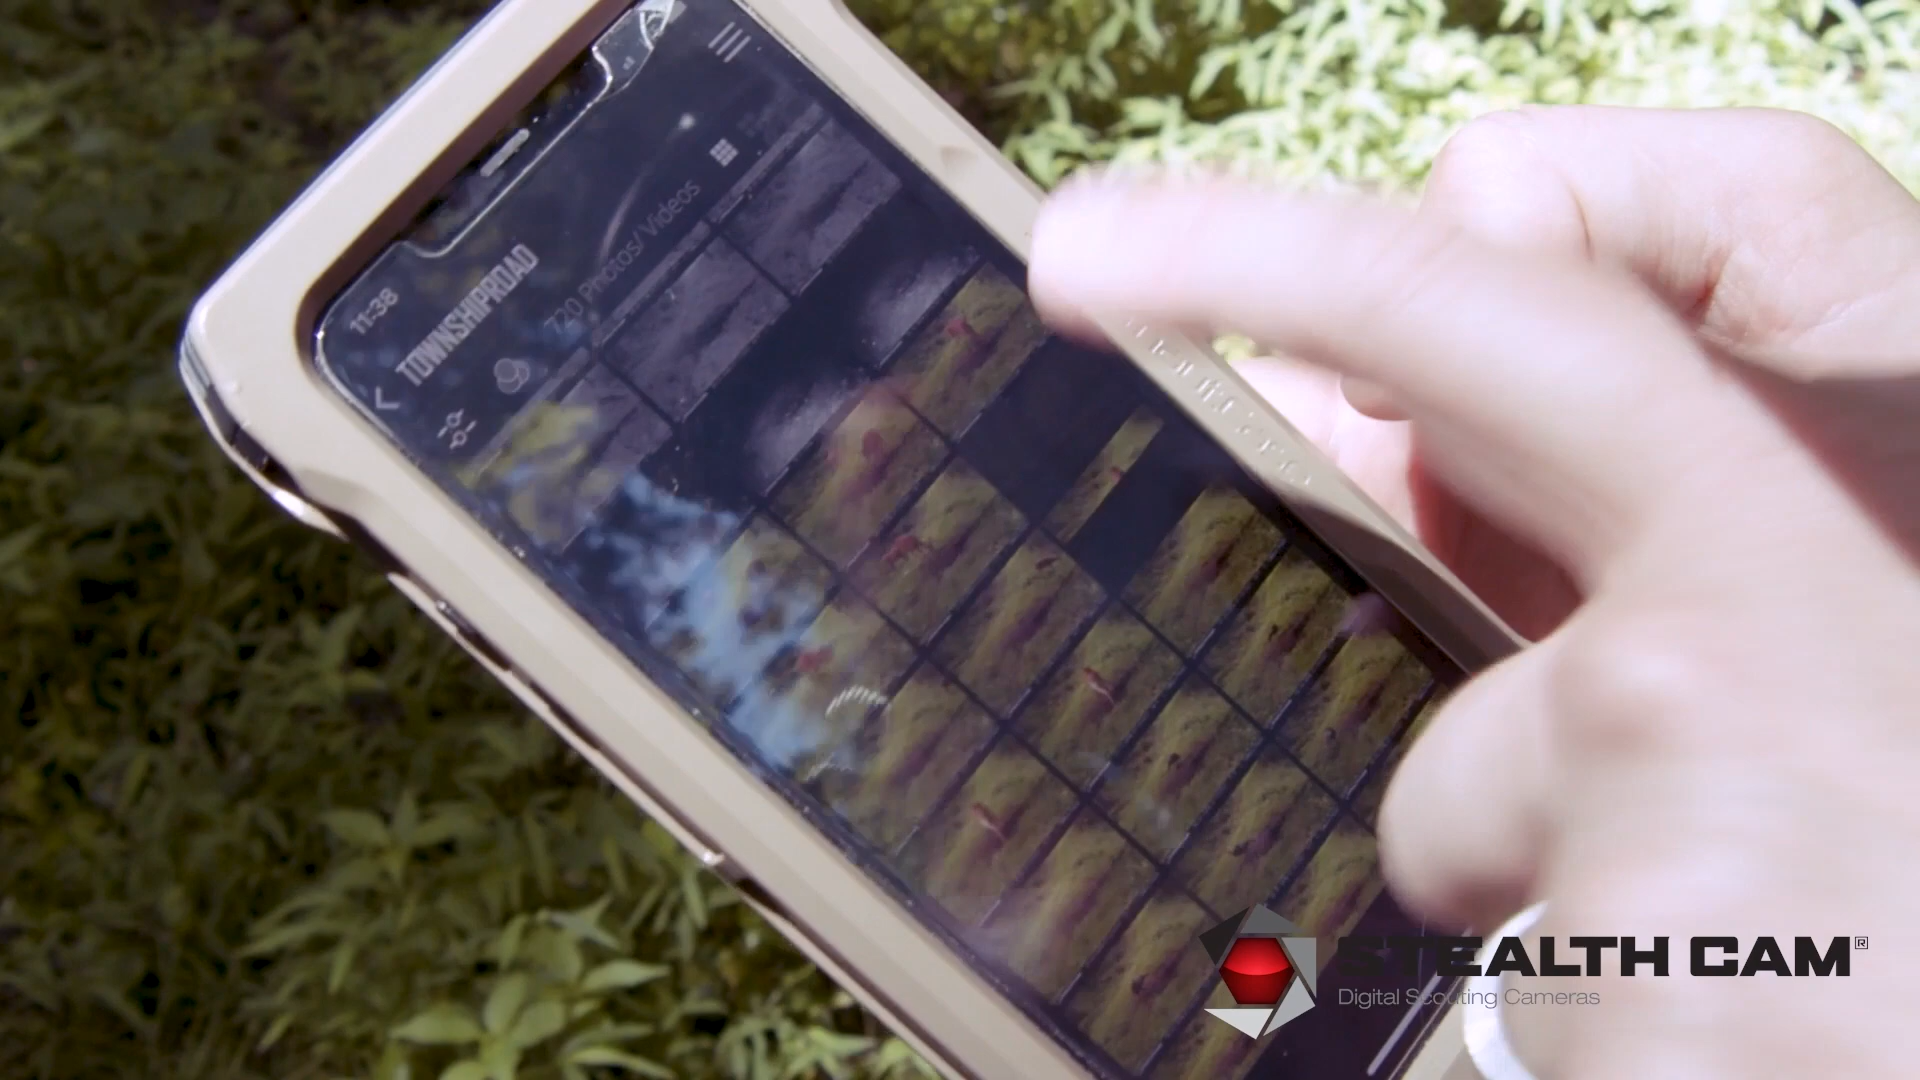 11:38
TOWNSHIPROAD
720 Photos/Videos
STEALTH CAM®
Digital Scouting Cameras